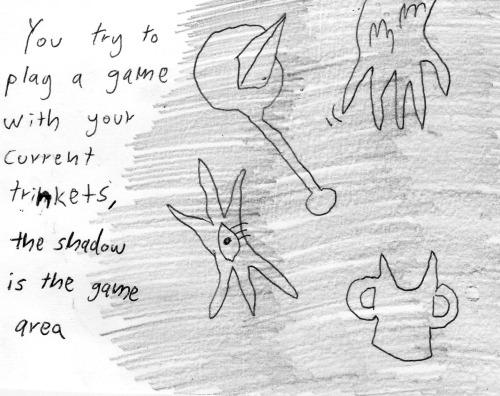 You try to
play a game
with your
current
trinkets,
the shadow
is the game
area